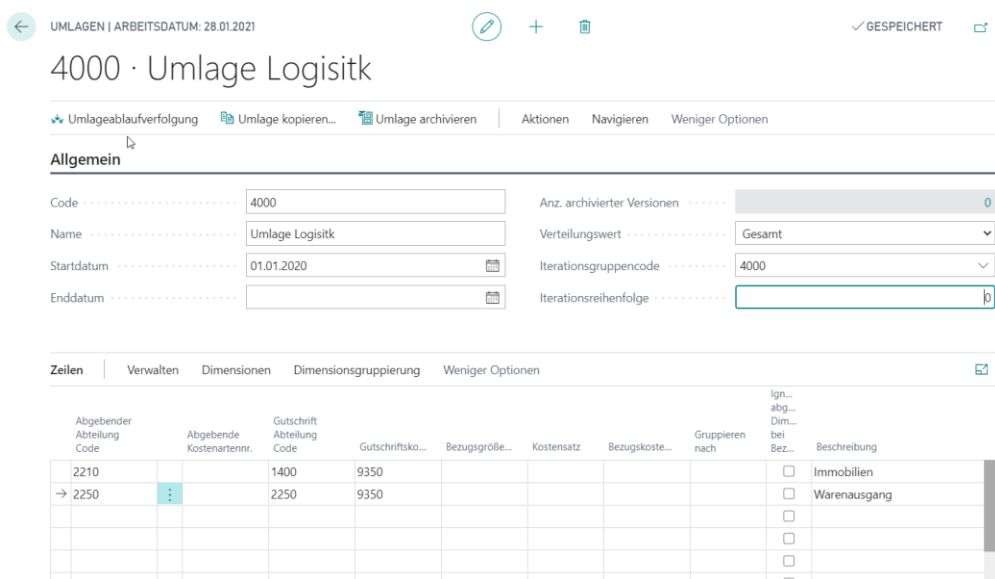 UMLAGEN | ARBEITSDATUM: 28.01.2021
GESPEICHERT
4000 · Umlage Logisitk
Umlageablaufverfolgung Umlage kopieren... Umlage archivieren Aktionen Navigieren Weniger Optionen
Allgemein
Code 4000 Anz. archivierter Versionen 0
Name Umlage Logisitk Verteilungswert Gesamt
Startdatum 01.01.2020 Iterationsgruppencode 4000
Enddatum Iterationsreihenfolge 0
Zeilen Verwalten Dimensionen Dimensionsgruppierung Weniger Optionen
Abgebender Abteilung Code Abgebende Kostenartennr. Gutschrift Abteilung Code Gutschriftsko... Bezugsgröße... Kostensatz Bezugskoste... Gruppieren nach Ign... abg... Dim... bei Bez... Beschreibung
2210 1400 9350 Immobilien
2250 2250 9350 Warenausgang